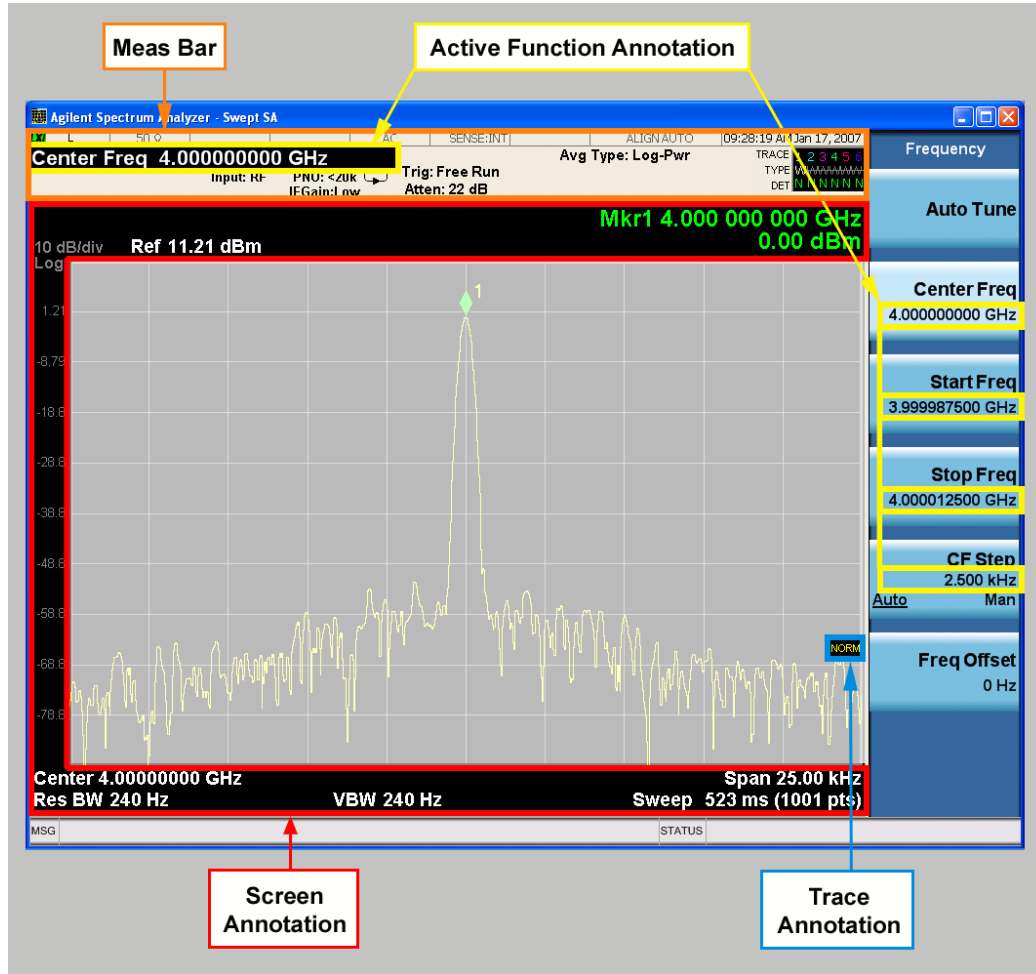 Meas Bar
Active Function Annotation
Agilent Spectrum Analyzer - Swept SA
L 50 Ω AC SENSE:INT ALIGN AUTO 09:28:19 AM Jan 17, 2007
Center Freq 4.000000000 GHz
Input: RF PNO: <20k Trig: Free Run Avg Type: Log-Pwr
IFGain:Low Atten: 22 dB
TRACE 1 2 3 4 5 6
TYPE
DET N N N N N N
Frequency
Auto Tune
Center Freq
4.000000000 GHz
Start Freq
3.999987500 GHz
Stop Freq
4.000012500 GHz
CF Step
2.500 kHz
Auto Man
Freq Offset
0 Hz
Mkr1 4.000 000 000 GHz
0.00 dBm
10 dB/div Ref 11.21 dBm
Log
1
1.21
-8.79
-18.8
-28.8
-38.8
-48.8
-58.8
-68.8
-78.8
NORM
Center 4.00000000 GHz Span 25.00 kHz
Res BW 240 Hz VBW 240 Hz Sweep 523 ms (1001 pts)
MSG STATUS
Screen
Annotation
Trace
Annotation